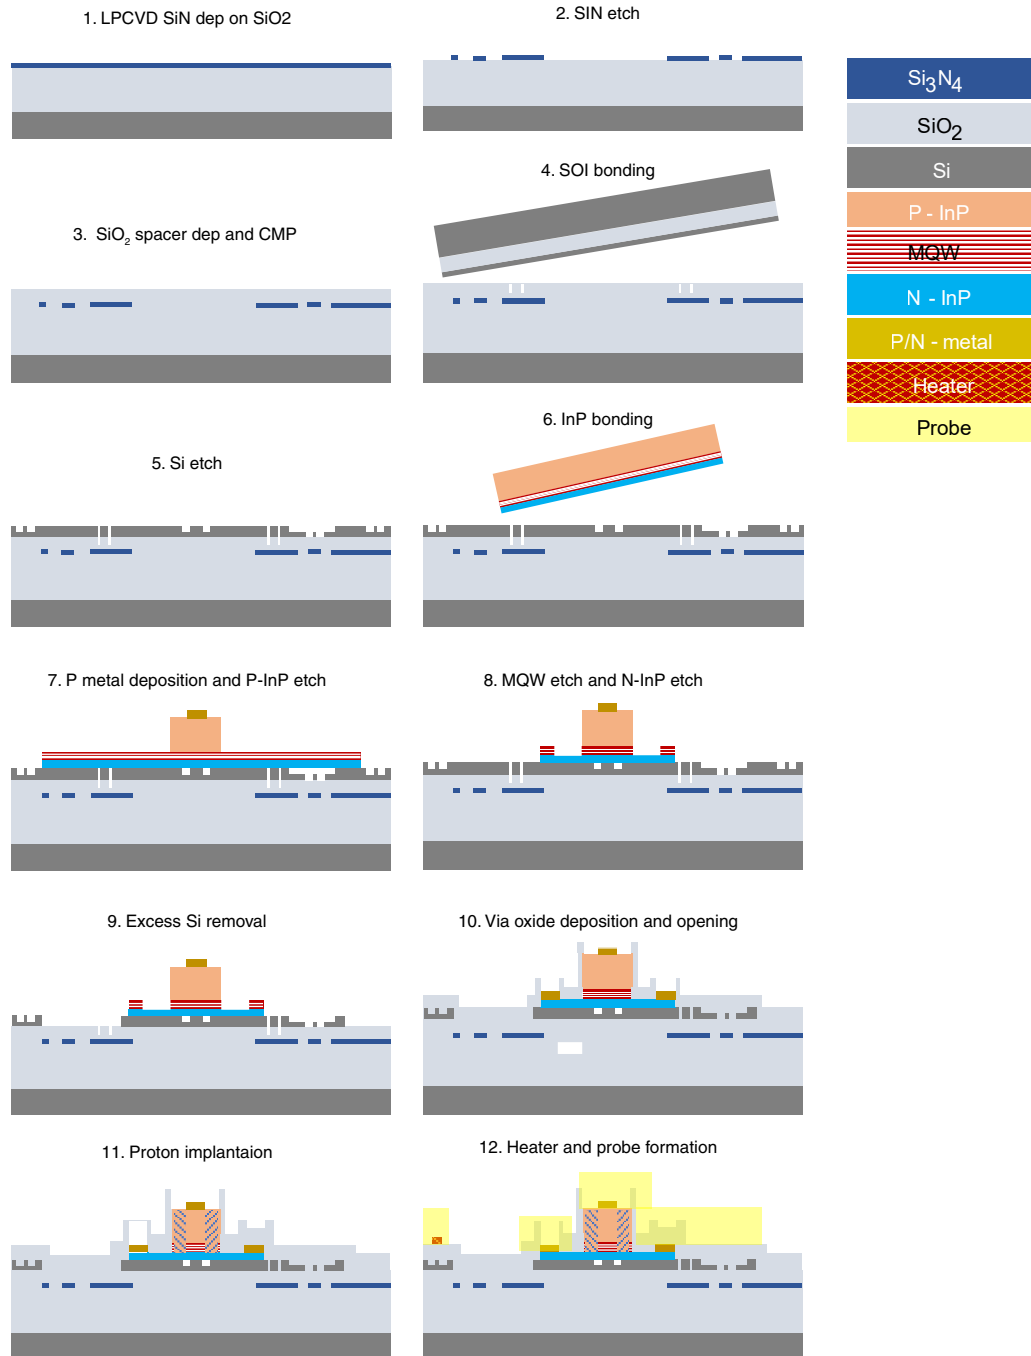 1. LPCVD SiN dep on SiO2
2. SIN etch
Si3N4
SiO2
Si
P - InP
MQW
N - InP
P/N - metal
Heater
Probe
3. SiO2 spacer dep and CMP
4. SOI bonding
5. Si etch
6. InP bonding
7. P metal deposition and P-InP etch
8. MQW etch and N-InP etch
9. Excess Si removal
10. Via oxide deposition and opening
11. Proton implantaion
12. Heater and probe formation